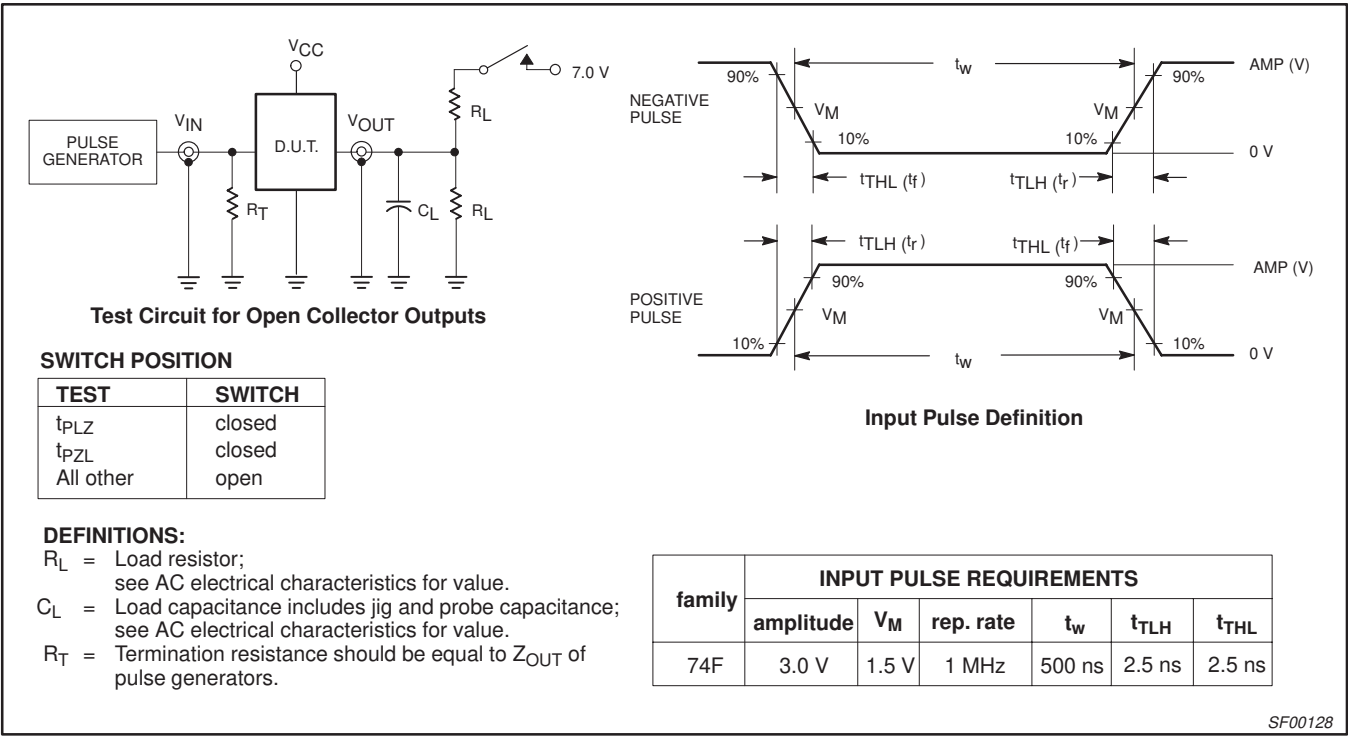 VCC
7.0 V
RL
PULSE
GENERATOR
VIN
D.U.T.
VOUT
RT
CL
RL
Test Circuit for Open Collector Outputs
NEGATIVE
PULSE
90%
tW
90%
AMP (V)
VM
VM
10%
10%
0 V
tTHL (tf)
tTLH (tr)
tTLH (tr)
tTHL (tf)
AMP (V)
90%
90%
POSITIVE
PULSE
VM
VM
10%
10%
tW
0 V
Input Pulse Definition
SWITCH POSITION
TEST SWITCH
tPLZ closed
tPZL closed
All other open
DEFINITIONS:
RL = Load resistor;
see AC electrical characteristics for value.
CL = Load capacitance includes jig and probe capacitance;
see AC electrical characteristics for value.
RT = Termination resistance should be equal to ZOUT of
pulse generators.
family INPUT PULSE REQUIREMENTS
amplitude VM rep. rate tw tTLH tTHL
74F 3.0 V 1.5 V 1 MHz 500 ns 2.5 ns 2.5 ns
SF00128